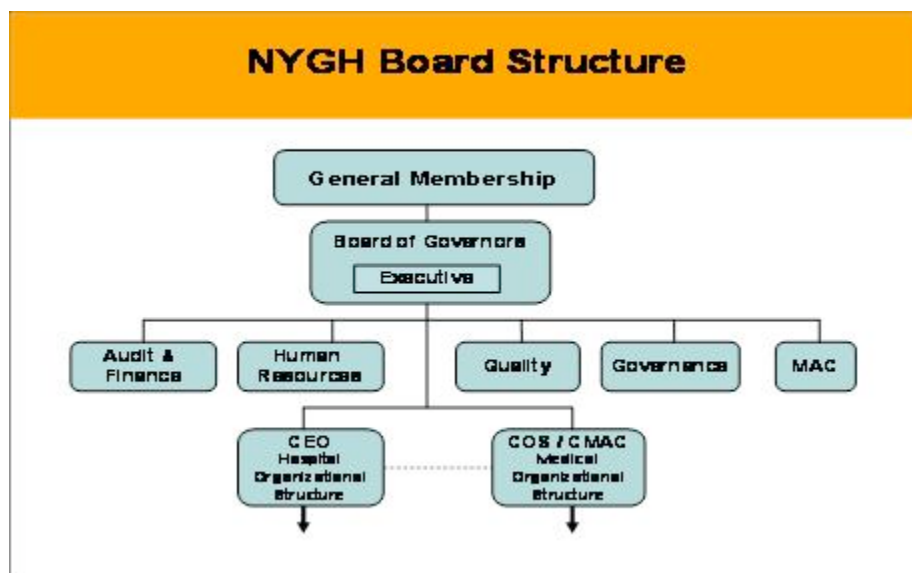 NYGH Board Structure
General Membership
Board of Governors
Executive
Audit &
Finance
Human
Resources
Quality
Governance
MAC
CEO
Hospital
Organizational
Structure
COS / CMAC
Medical
Organizational
Structure